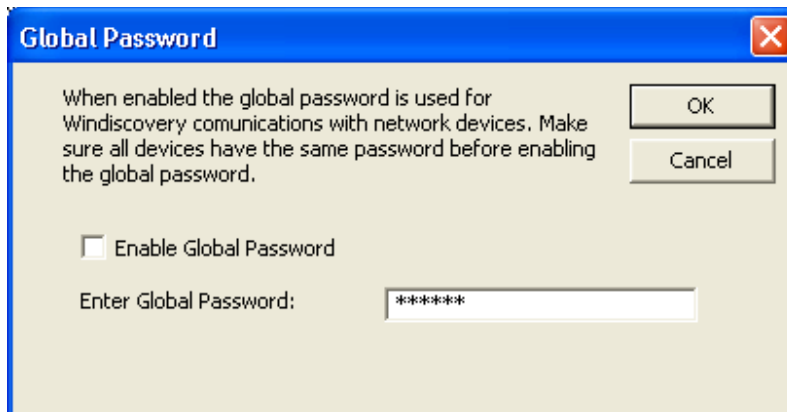 Global Password
When enabled the global password is used for
Windiscovery comunications with network devices. Make
sure all devices have the same password before enabling
the global password.
OK
Cancel
Enable Global Password
Enter Global Password: ******